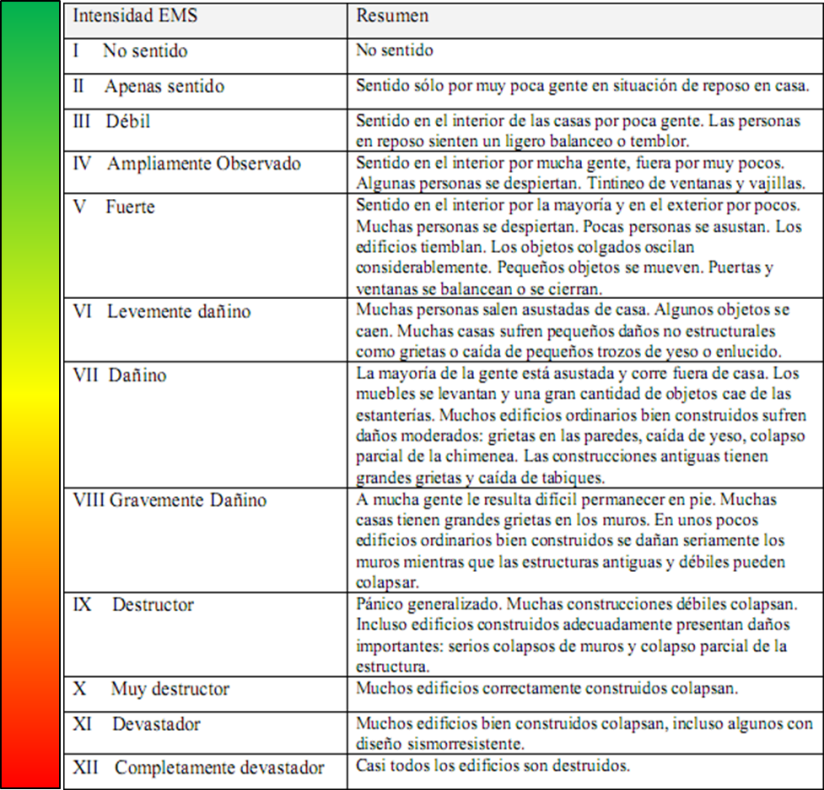 Intensidad EMS Resumen
I No sentido No sentido
II Apenas sentido Sentido sólo por muy poca gente en situación de reposo en casa.
III Débil Sentido en el interior de las casas por poca gente. Las personas
en reposo sienten un ligero balanceo o temblor.
IV Ampliamente Observado Sentido en el interior por mucha gente, fuera por muy pocos.
Algunas personas se despiertan. Tintineo de ventanas y vajillas.
V Fuerte Sentido en el interior por la mayoría y en el exterior por pocos.
Muchas personas se despiertan. Pocas personas se asustan. Los
edificios tiemblan. Los objetos colgados oscilan
considerablemente. Pequeños objetos se mueven. Puertas y
ventanas se balancean o se cierran.
VI Levemente dañino Muchas personas salen asustadas de casa. Algunos objetos se
caen. Muchas casas sufren pequeños daños no estructurales
como grietas o caída de pequeños trozos de yeso o enlucido.
VII Dañino La mayoría de la gente está asustada y corre fuera de casa. Los
muebles se levantan y una gran cantidad de objetos cae de las
estanterías. Muchos edificios ordinarios bien construidos sufren
daños moderados: grietas en las paredes, caída de yeso, colapso
parcial de la chimenea. Las construcciones antiguas tienen
grandes grietas y caída de tabiques.
VIII Gravemente Dañino A mucha gente le resulta difícil permanecer en pie. Muchas
casas tienen grandes grietas en los muros. En unos pocos
edificios ordinarios bien construidos se dañan seriamente los
muros mientras que las estructuras antiguas y débiles pueden
colapsar.
IX Destructor Pánico generalizado. Muchas construcciones débiles colapsan.
Incluso edificios construidos adecuadamente presentan daños
importantes: serios colapsos de muros y colapso parcial de la
estructura.
X Muy destructor Muchos edificios correctamente construidos colapsan.
XI Devastador Muchos edificios bien construidos colapsan, incluso algunos con
diseño sismorresistente.
XII Completamente devastador Casi todos los edificios son destruidos.